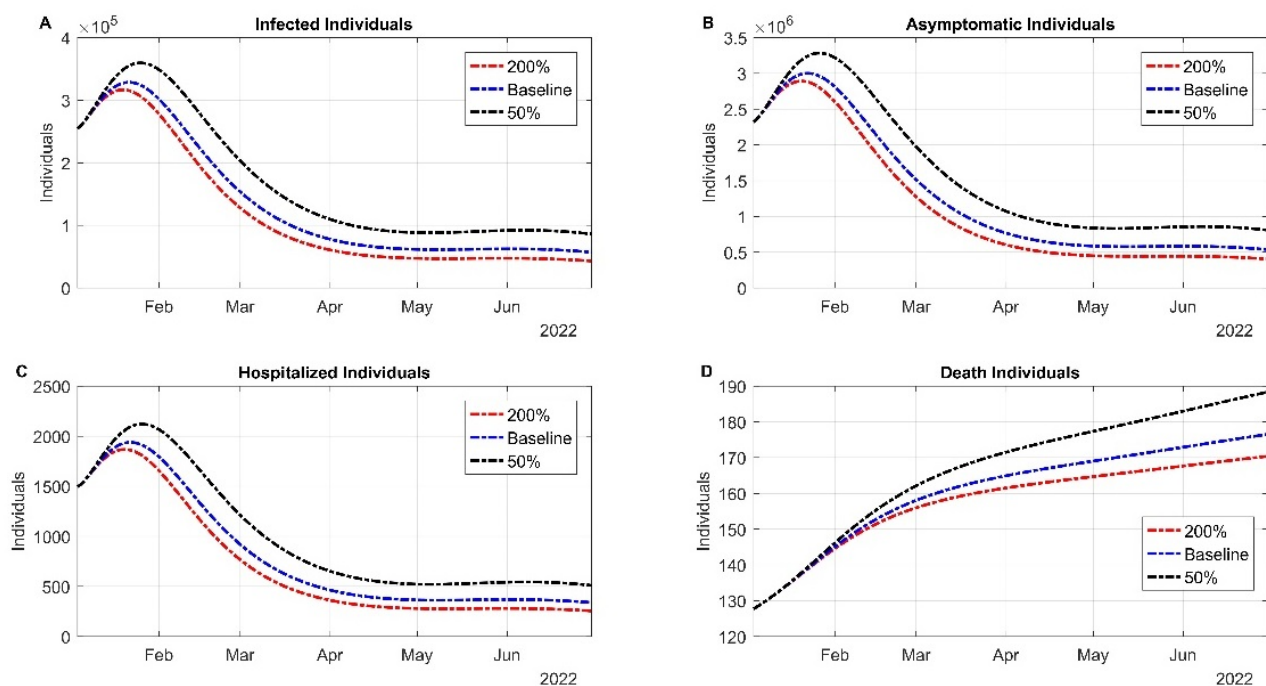 A
Infected Individuals
×10⁵
4
3
2
1
0
Individuals
200%
Baseline
50%
Feb
Mar
Apr
May
Jun
2022
B
Asymptomatic Individuals
×10⁶
3.5
3
2.5
2
1.5
1
0.5
0
Individuals
200%
Baseline
50%
Feb
Mar
Apr
May
Jun
2022
C
Hospitalized Individuals
2500
2000
1500
1000
500
0
Individuals
200%
Baseline
50%
Feb
Mar
Apr
May
Jun
2022
D
Death Individuals
190
180
170
160
150
140
130
120
Individuals
200%
Baseline
50%
Feb
Mar
Apr
May
Jun
2022